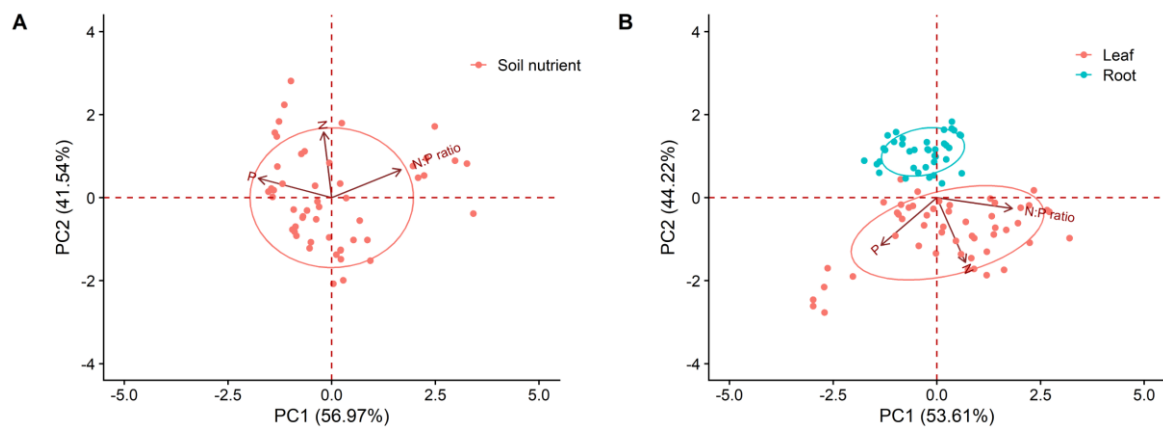 A
B
Soil nutrient
Leaf
Root
4
2
0
-2
-4
PC2 (41.54%)
N
P
N:P ratio
-5.0
-2.5
0.0
2.5
5.0
PC1 (56.97%)
4
2
0
-2
-4
PC2 (44.22%)
N:P ratio
P
N
-5.0
-2.5
0.0
2.5
5.0
PC1 (53.61%)